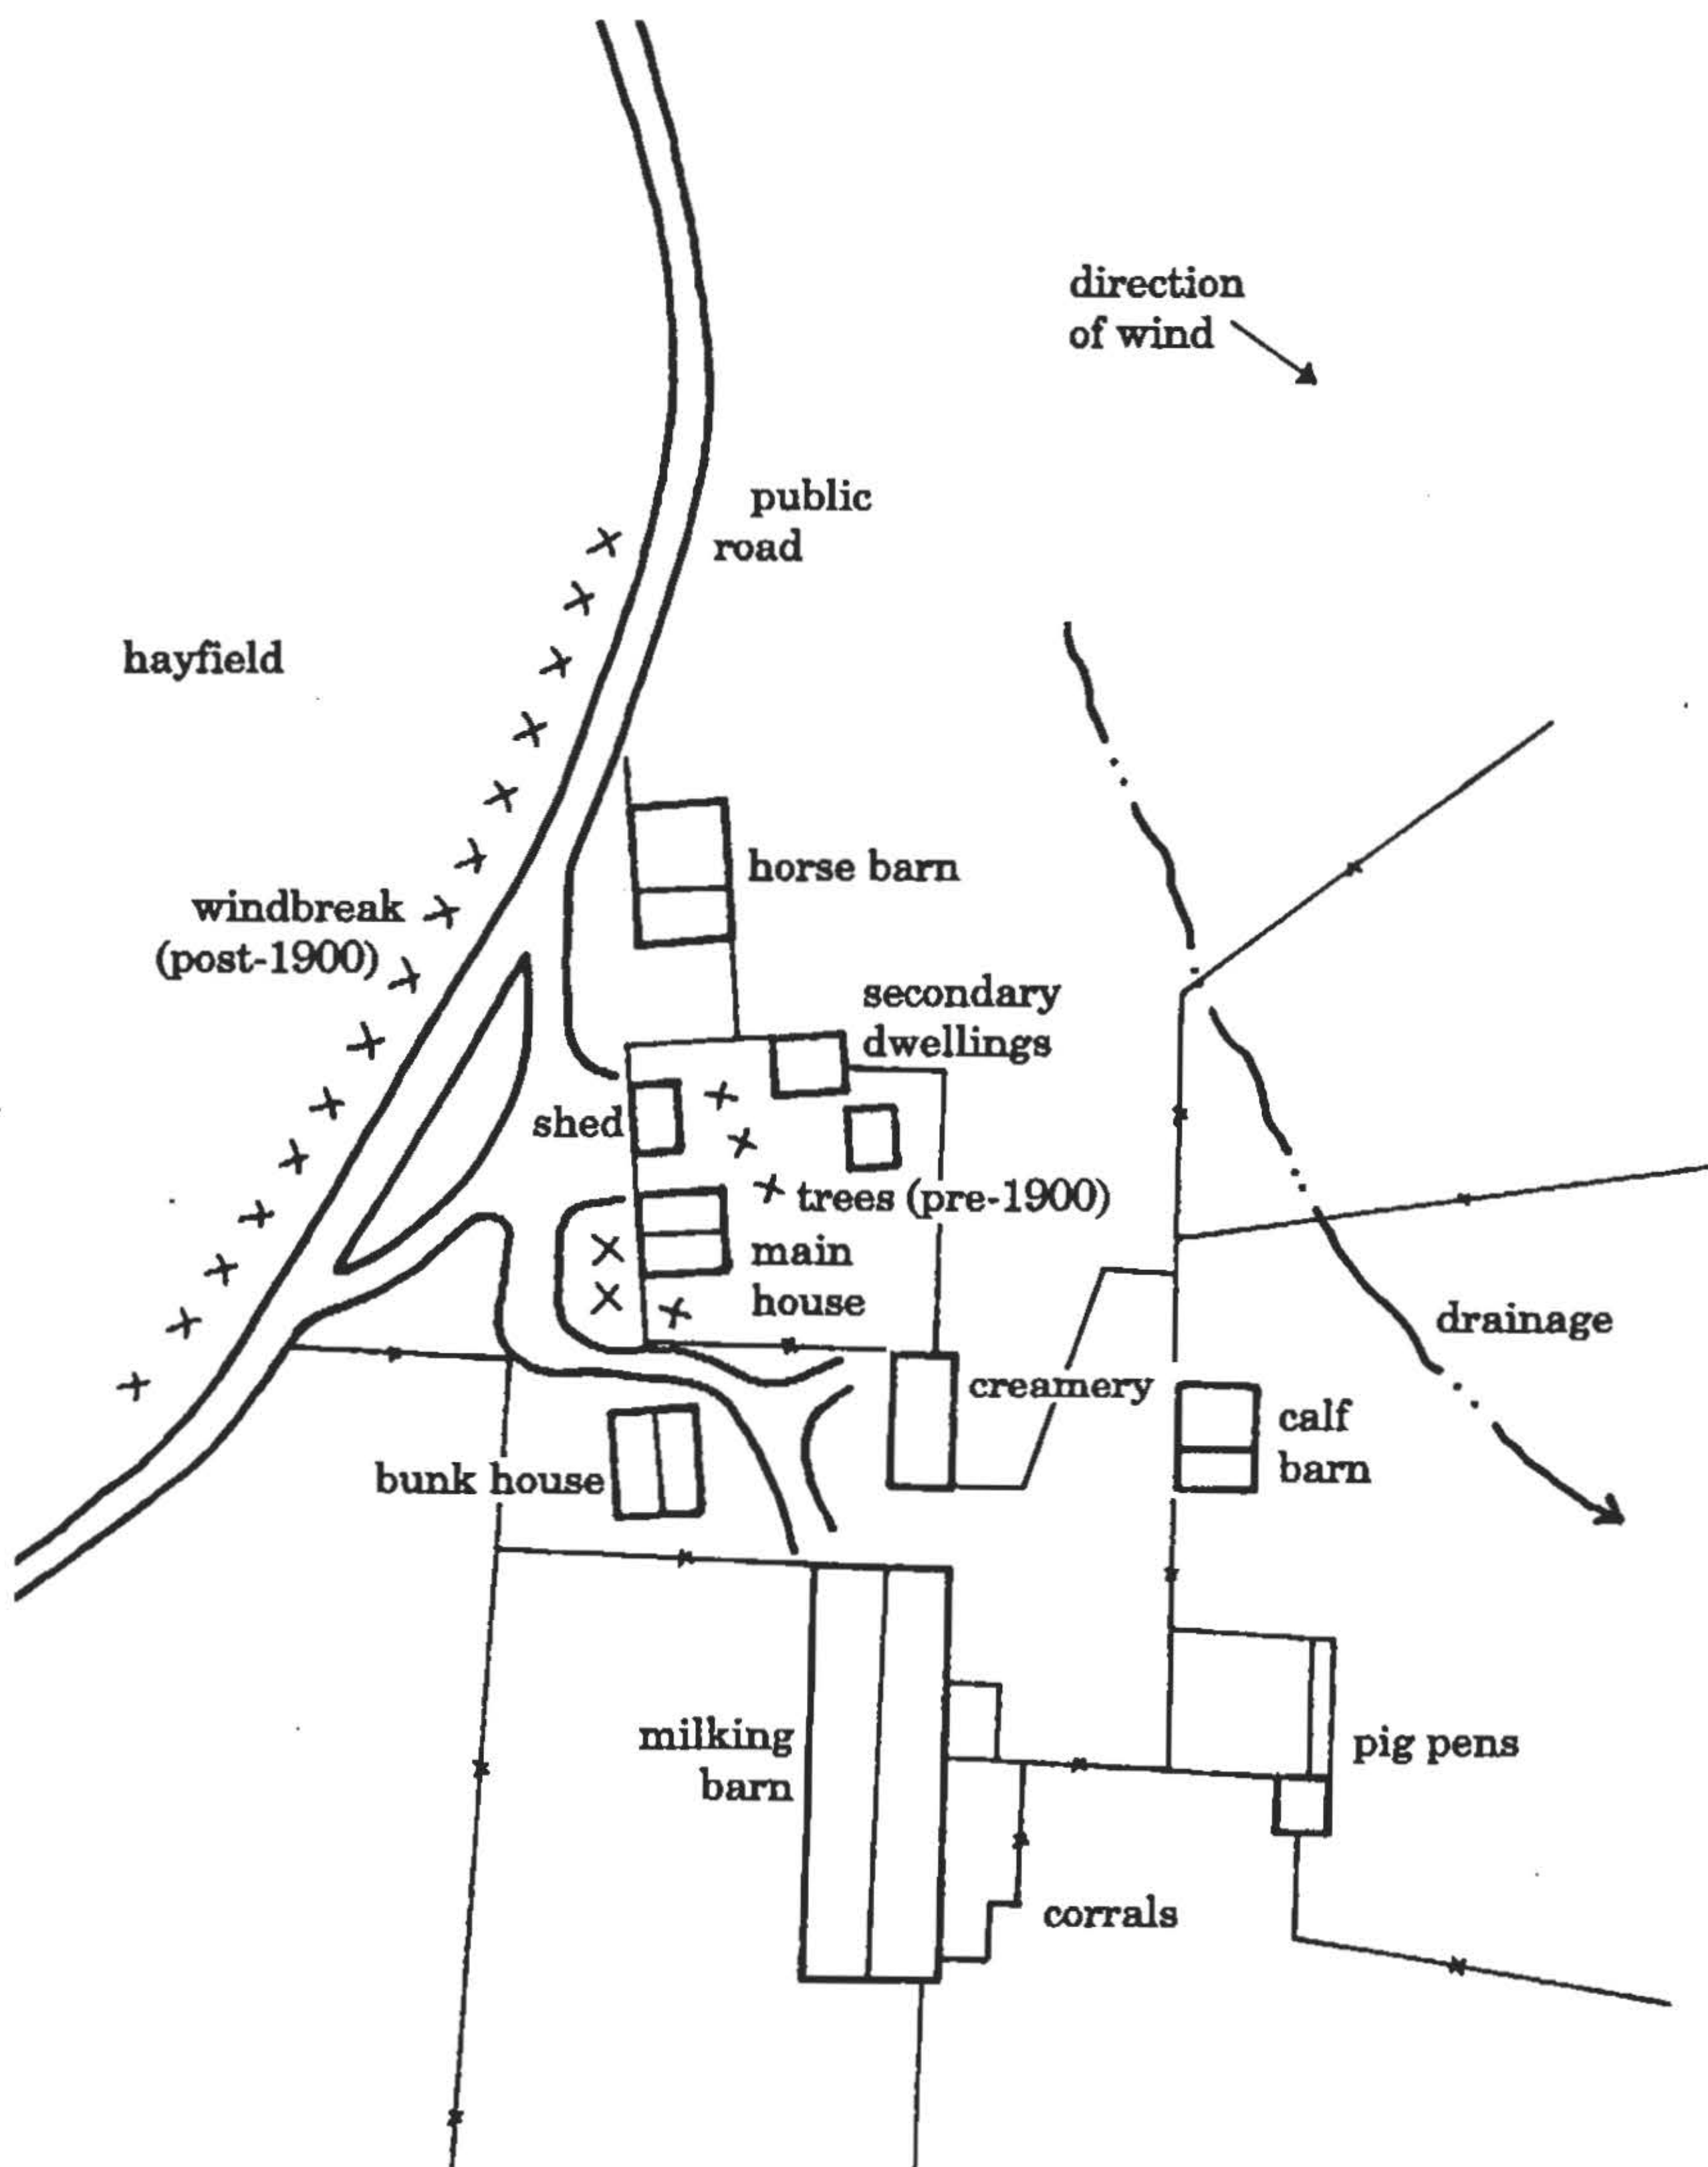 direction
of wind
public
road
hayfield
horse barn
windbreak
(post-1900)
secondary
dwellings
shed
trees (pre-1900)
main
house
drainage
creamery
calf
barn
bunk house
milking
barn
pig pens
corrals